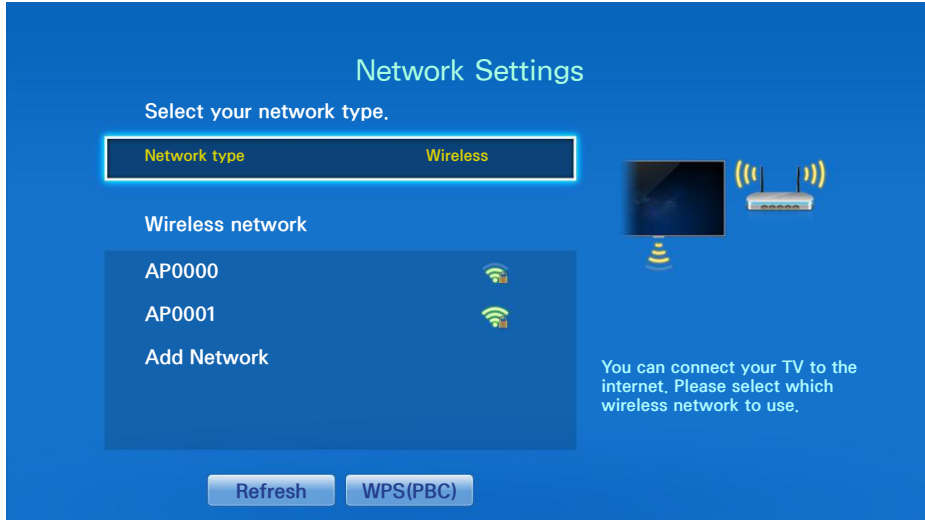 Network Settings
Select your network type.
Network type Wireless
Wireless network
AP0000
AP0001
Add Network
You can connect your TV to the
internet. Please select which
wireless network to use.
Refresh WPS(PBC)